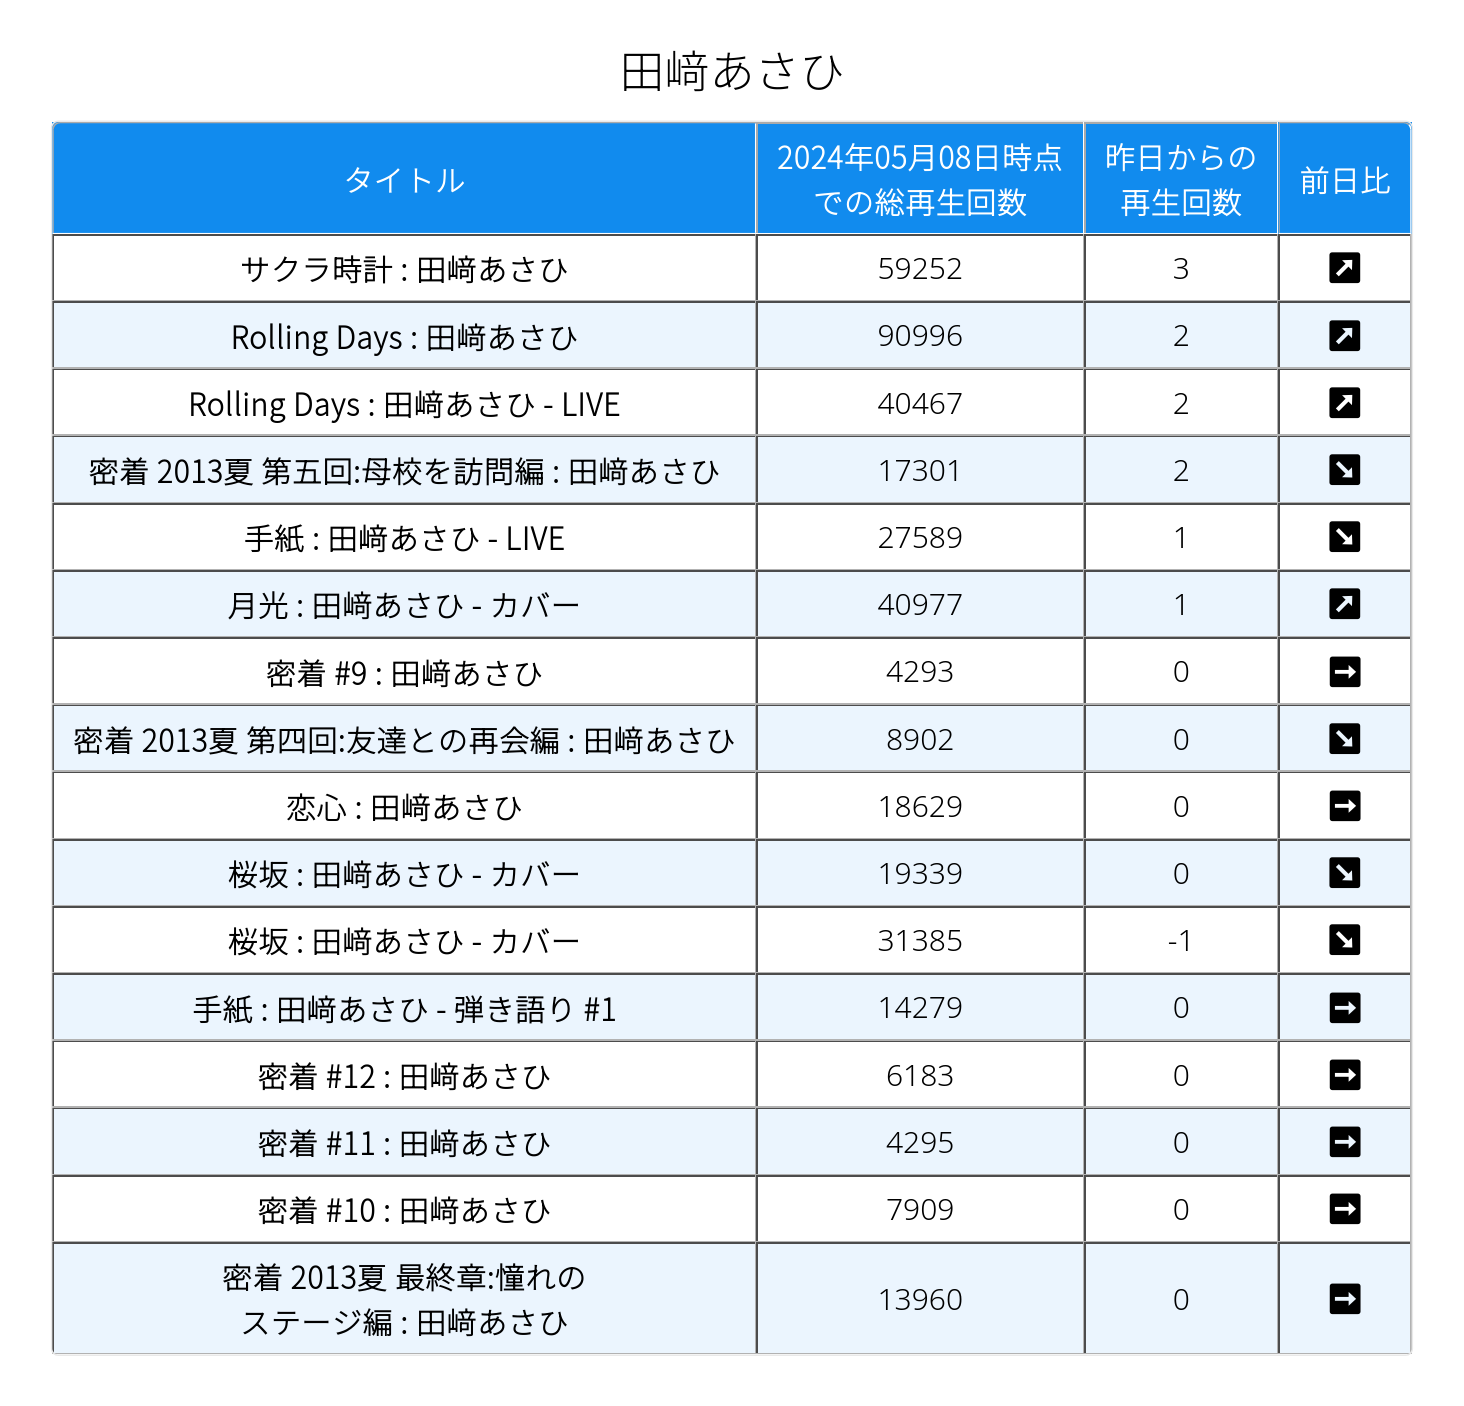 田﨑あさひ
タイトル
2024年05月08日時点
での総再生回数
昨日からの
再生回数
前日比
サクラ時計 : 田﨑あさひ 59252 3
Rolling Days : 田﨑あさひ 90996 2
Rolling Days : 田﨑あさひ - LIVE 40467 2
密着 2013夏 第五回:母校を訪問編 : 田﨑あさひ 17301 2
手紙 : 田﨑あさひ - LIVE 27589 1
月光 : 田﨑あさひ - カバー 40977 1
密着 #9 : 田﨑あさひ 4293 0
密着 2013夏 第四回:友達との再会編 : 田﨑あさひ 8902 0
恋心 : 田﨑あさひ 18629 0
桜坂 : 田﨑あさひ - カバー 19339 0
桜坂 : 田﨑あさひ - カバー 31385 -1
手紙 : 田﨑あさひ - 弾き語り #1 14279 0
密着 #12 : 田﨑あさひ 6183 0
密着 #11 : 田﨑あさひ 4295 0
密着 #10 : 田﨑あさひ 7909 0
密着 2013夏 最終章:憧れの
ステージ編 : 田﨑あさひ 13960 0